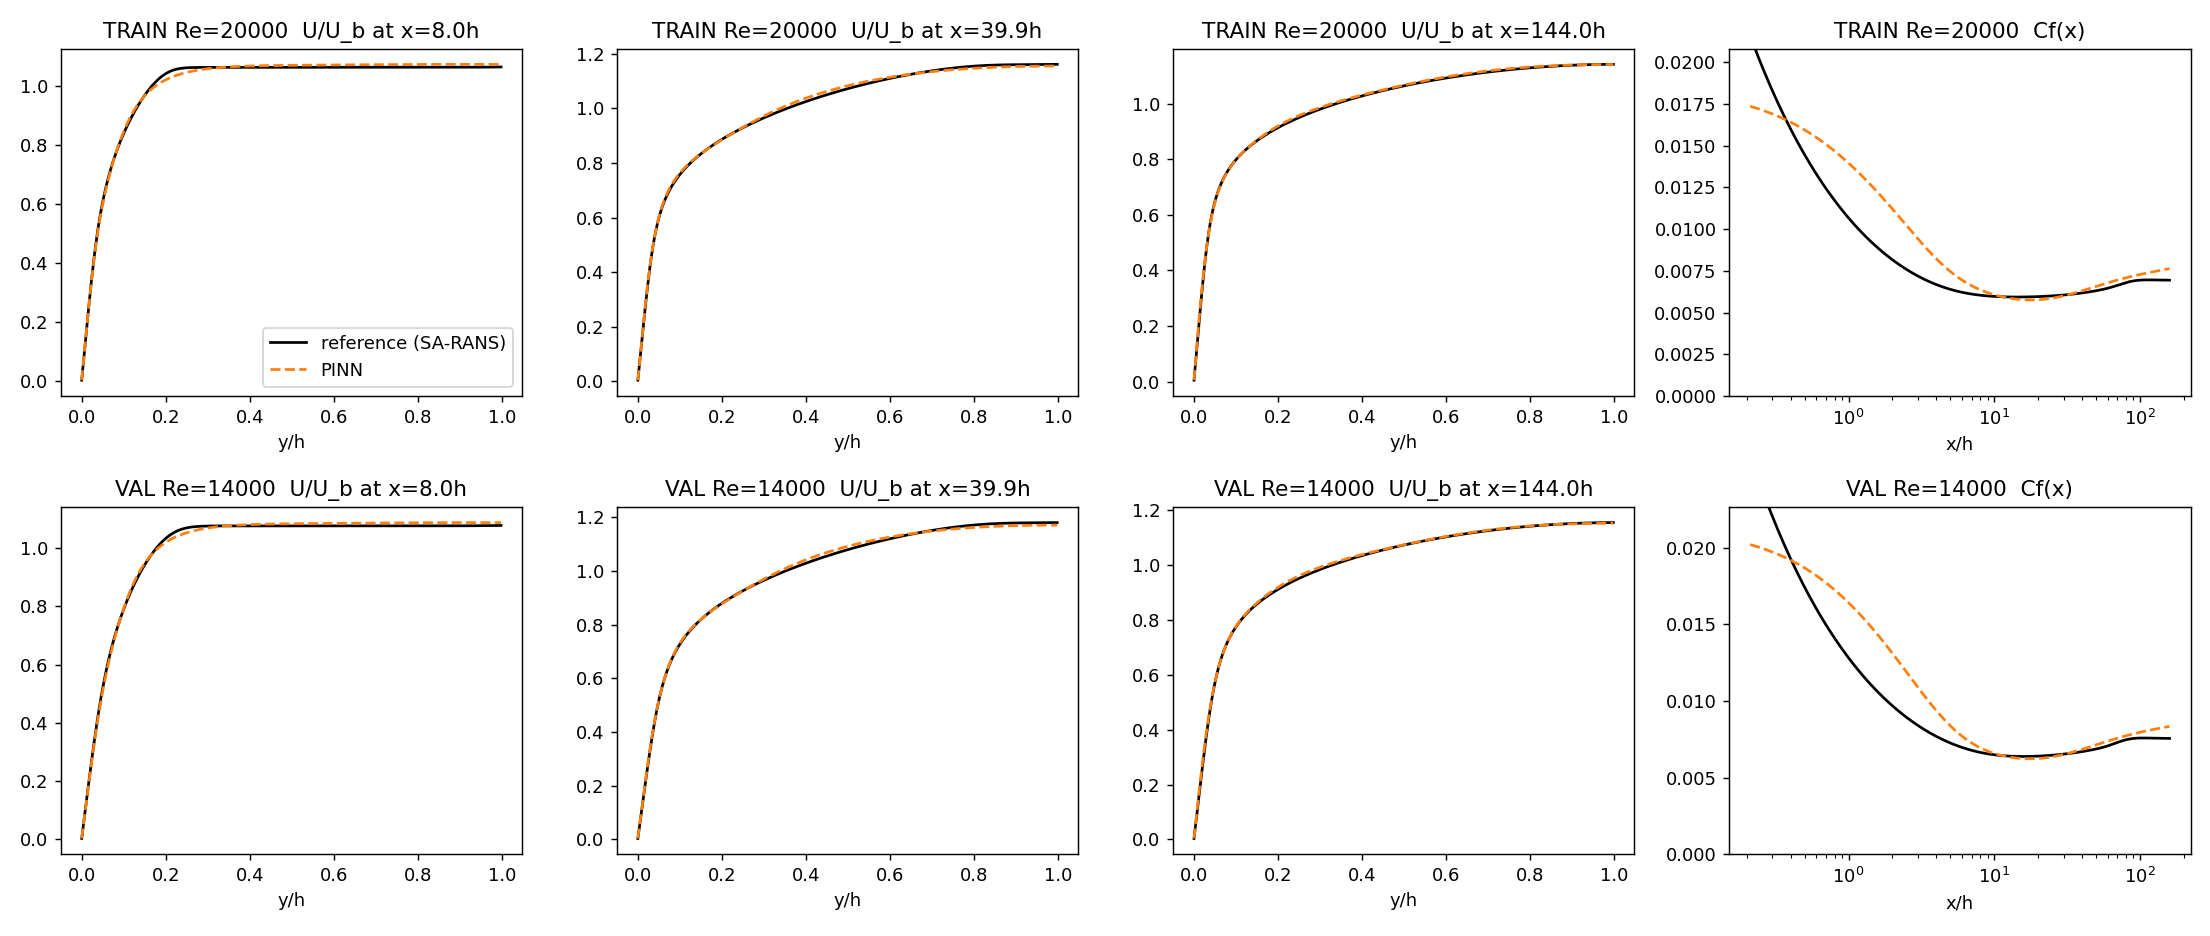 TRAIN Re=20000  U/U_b at x=8.0h
1.0
0.8
0.6
0.4
0.2
0.0
reference (SA-RANS)
PINN
0.0 0.2 0.4 0.6 0.8 1.0
y/h
TRAIN Re=20000  U/U_b at x=39.9h
1.2
1.0
0.8
0.6
0.4
0.2
0.0
0.0 0.2 0.4 0.6 0.8 1.0
y/h
TRAIN Re=20000  U/U_b at x=144.0h
1.0
0.8
0.6
0.4
0.2
0.0
0.0 0.2 0.4 0.6 0.8 1.0
y/h
TRAIN Re=20000  Cf(x)
0.0200
0.0175
0.0150
0.0125
0.0100
0.0075
0.0050
0.0025
0.0000
10⁰ 10¹ 10²
x/h
VAL Re=14000  U/U_b at x=8.0h
1.0
0.8
0.6
0.4
0.2
0.0
0.0 0.2 0.4 0.6 0.8 1.0
y/h
VAL Re=14000  U/U_b at x=39.9h
1.2
1.0
0.8
0.6
0.4
0.2
0.0
0.0 0.2 0.4 0.6 0.8 1.0
y/h
VAL Re=14000  U/U_b at x=144.0h
1.2
1.0
0.8
0.6
0.4
0.2
0.0
0.0 0.2 0.4 0.6 0.8 1.0
y/h
VAL Re=14000  Cf(x)
0.020
0.015
0.010
0.005
0.000
10⁰ 10¹ 10²
x/h